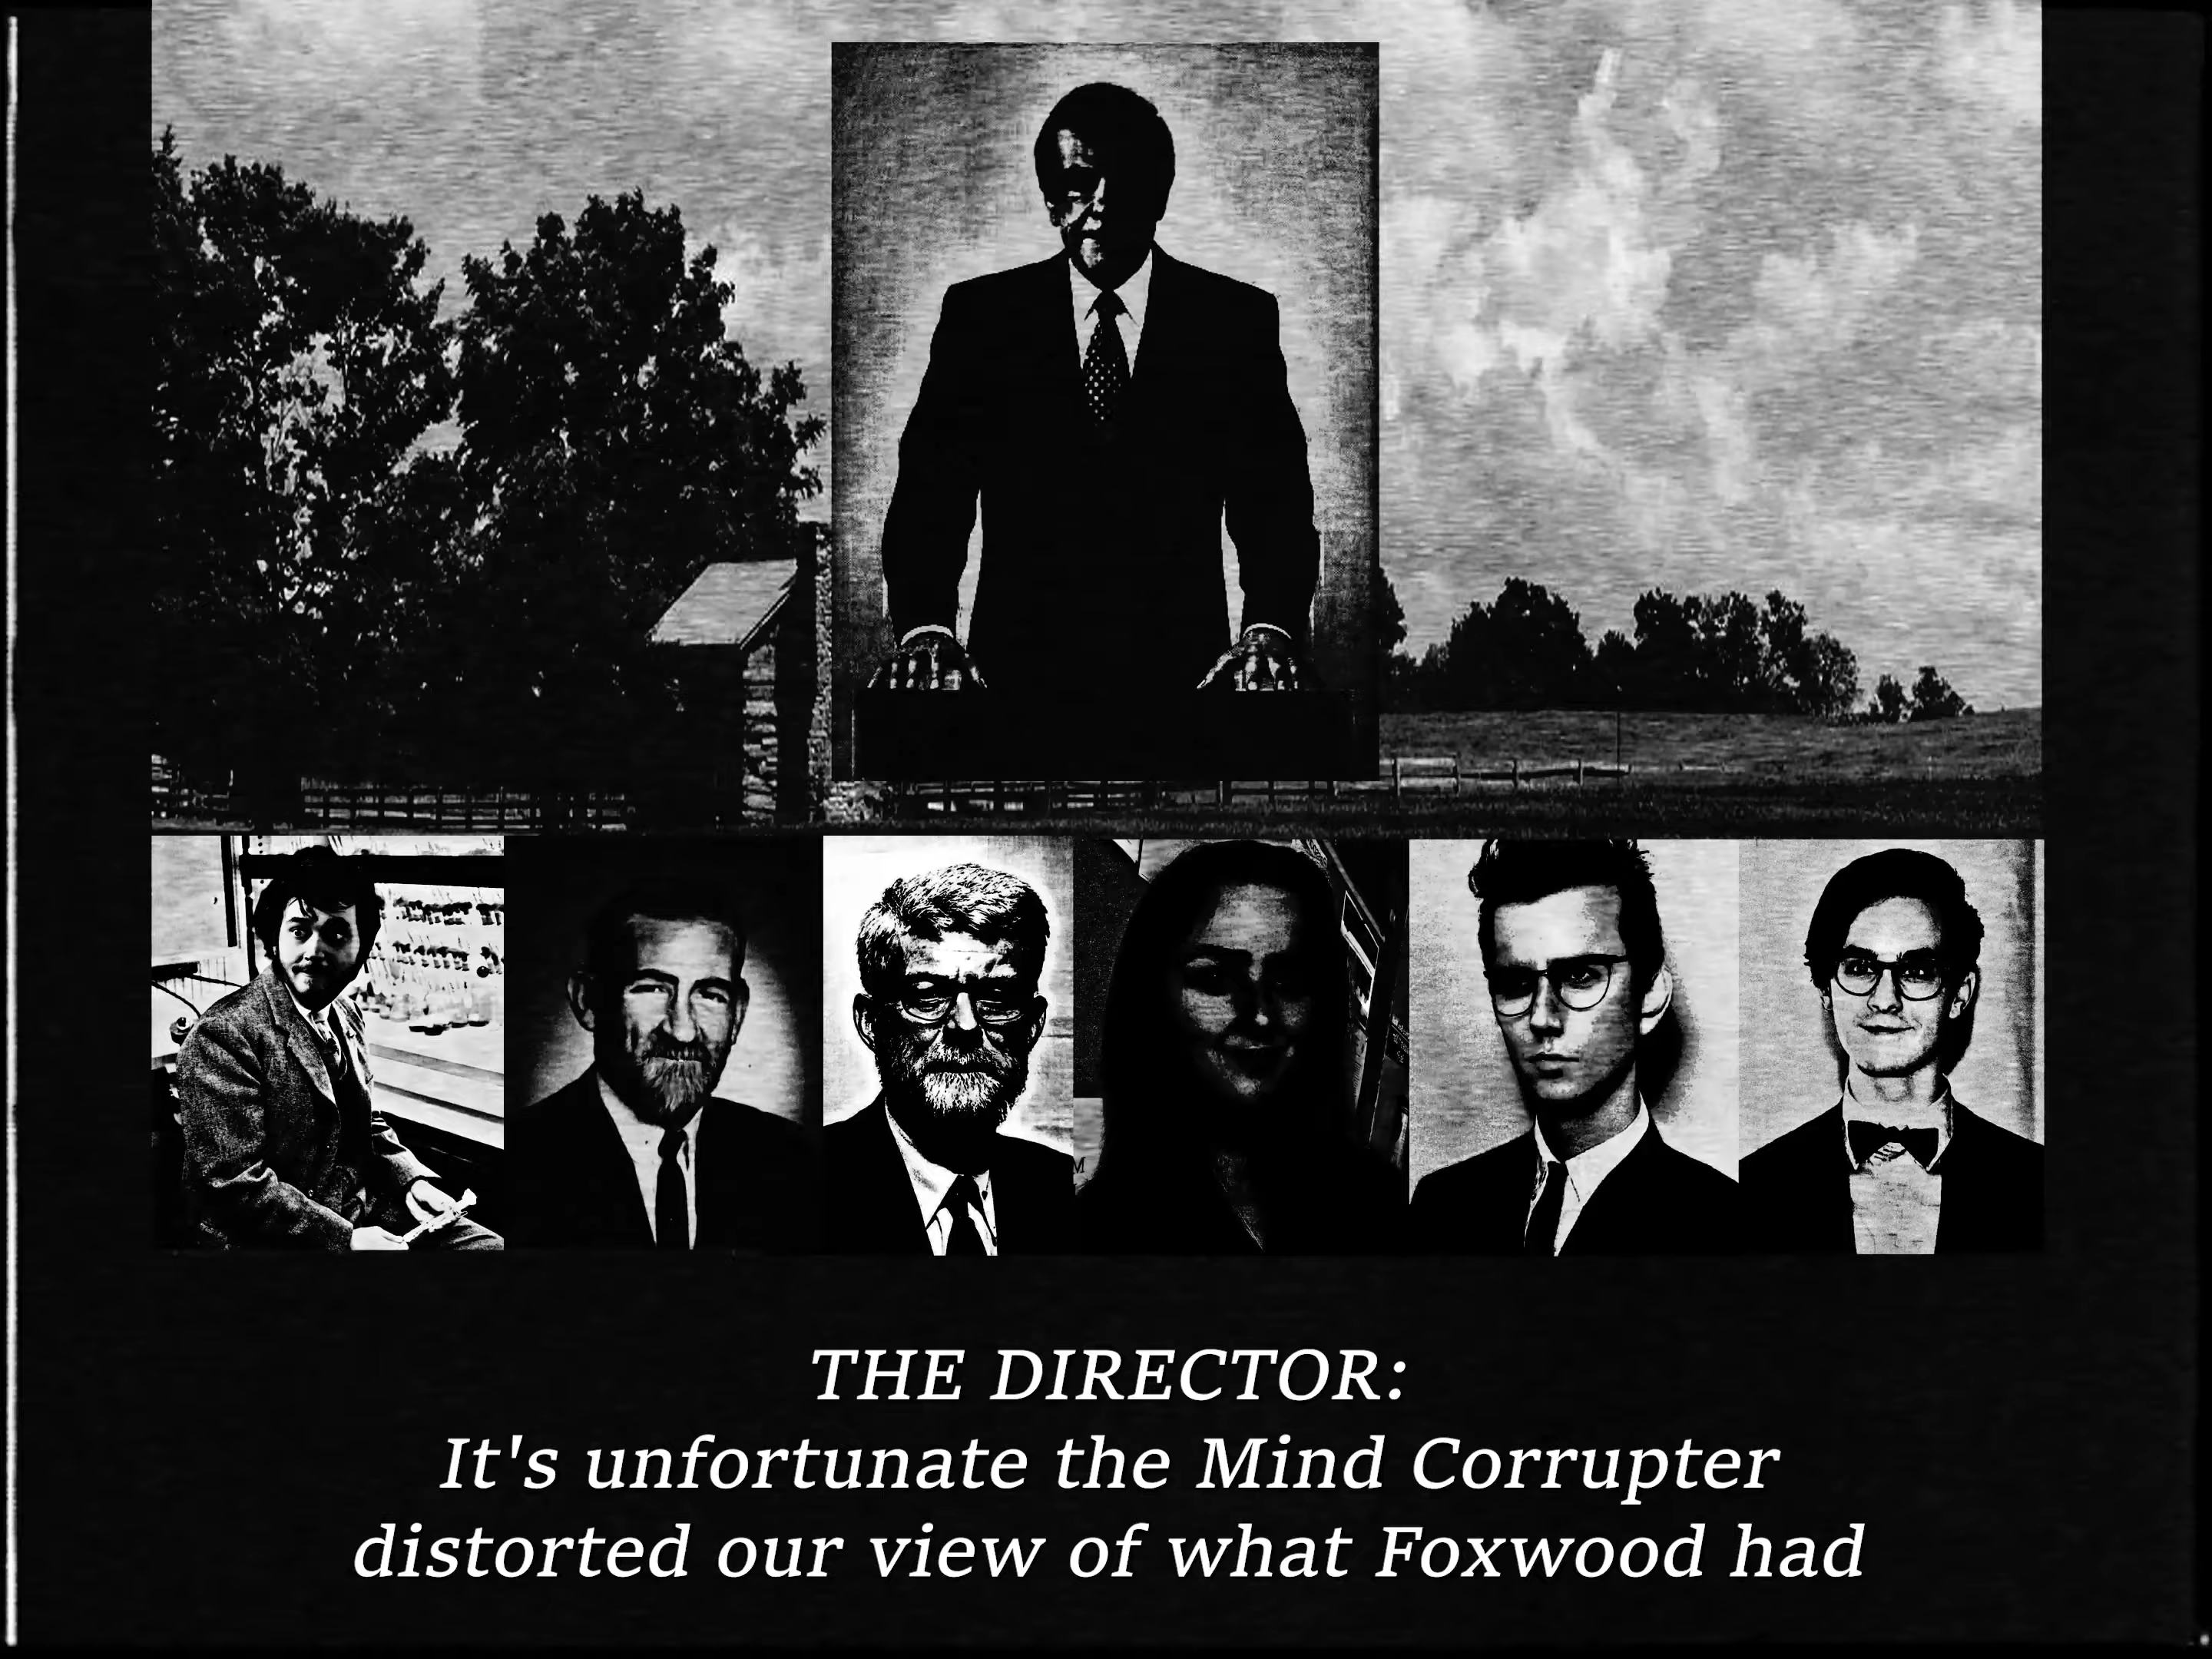 THE DIRECTOR:
It's unfortunate the Mind Corrupter
distorted our view of what Foxwood had